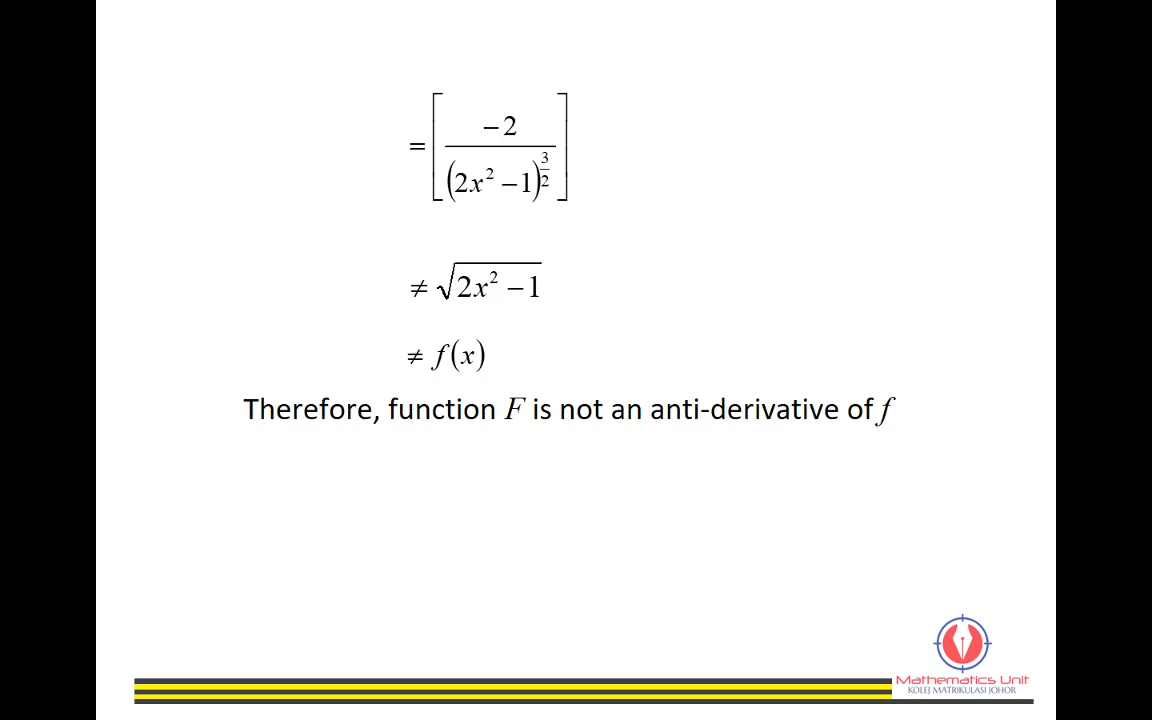 = [ −2 / (2x² − 1)^(3/2) ]
≠ √(2x² − 1)
≠ f(x)
Therefore, function F is not an anti-derivative of f
Mathematics Unit
KOLEJ MATRIKULASI JOHOR